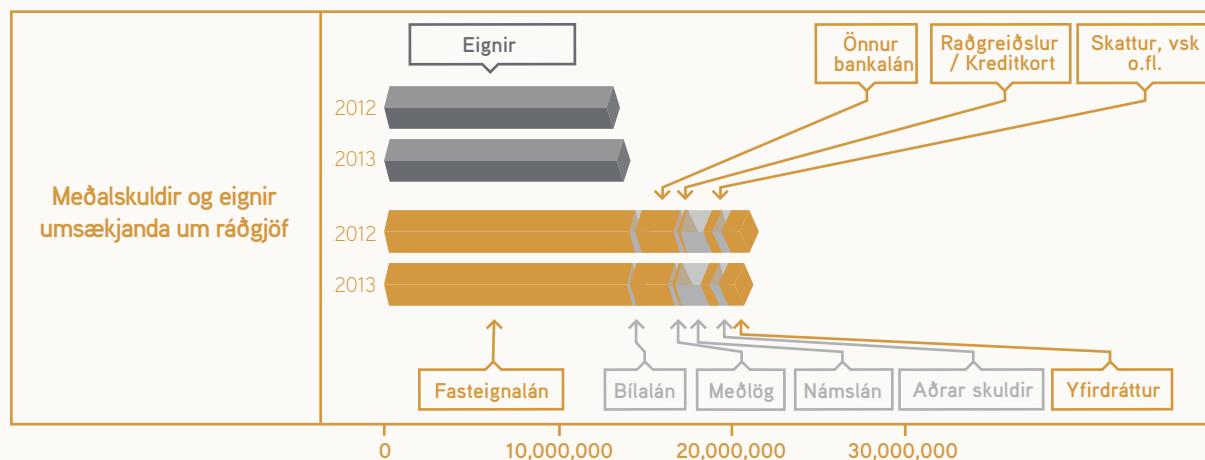 Meðalskuldir og eignir
umsækjanda um ráðgjöf
Eignir
Önnur
bankalán
Raðgreiðslur
/ Kreditkort
Skattur, vsk
o.fl.
2012
2013
2012
2013
Fasteignalán
Bílalán
Meðlög
Námslán
Aðrar skuldir
Yfirdráttur
0
10,000,000
20,000,000
30,000,000